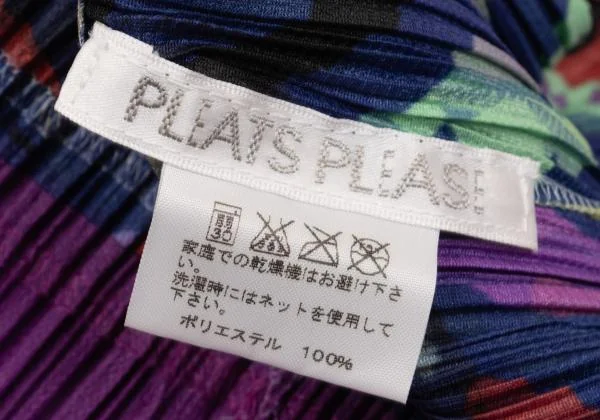 PLEATS PLEASE
弱
30
家庭での乾燥機はお避け下さ
い。
洗濯時にはネットを使用して
下さい。
ポリエステル 100%